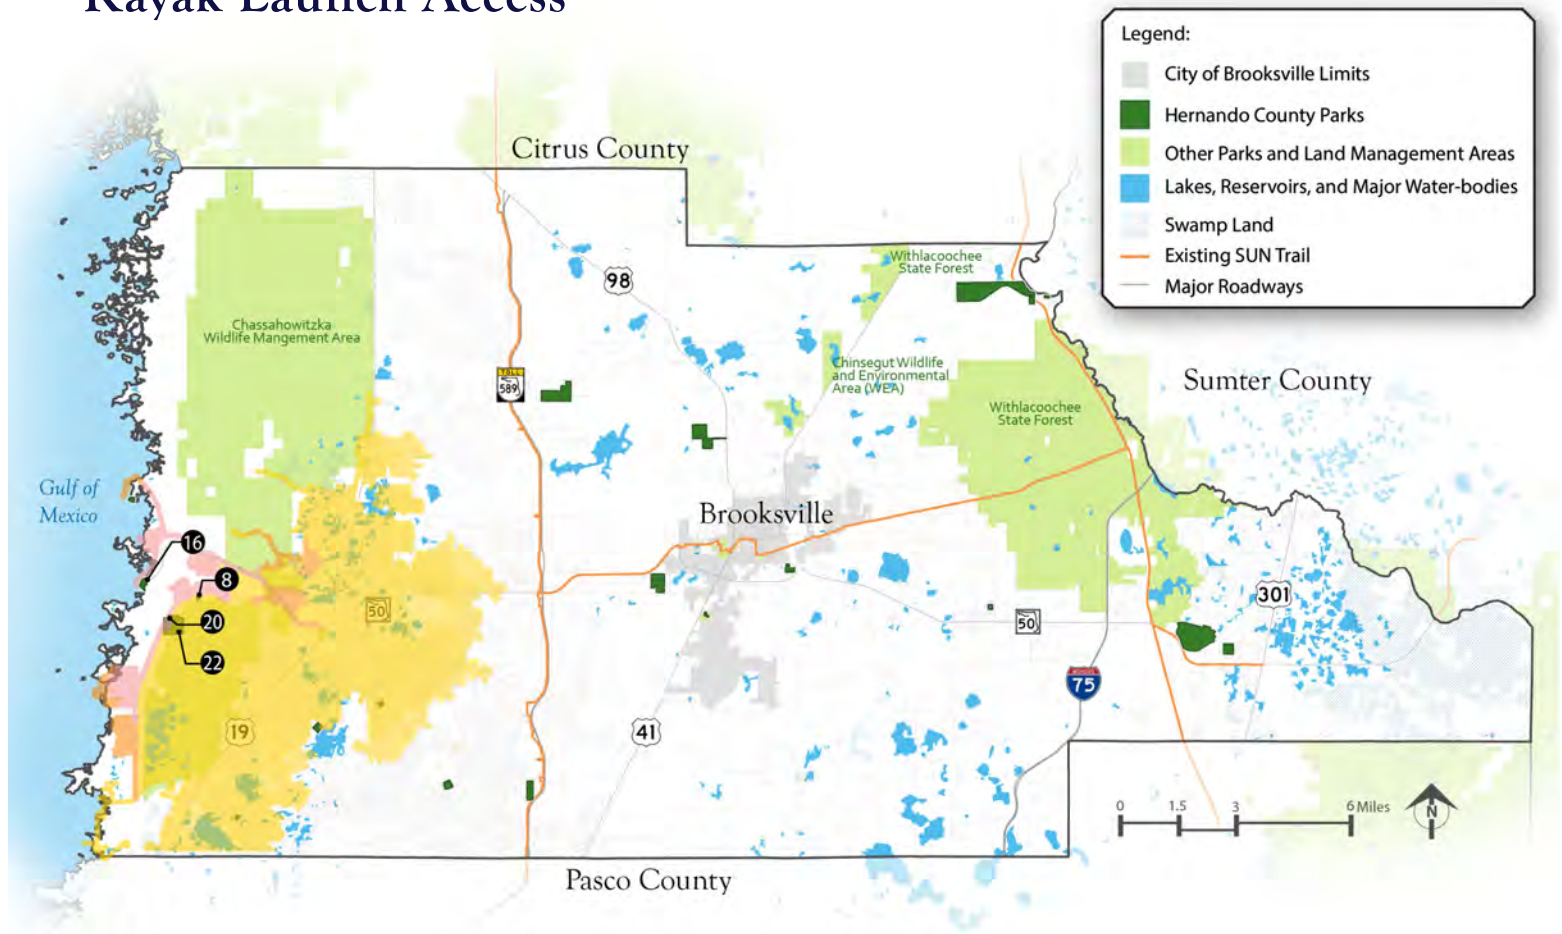 Kayak Launch Access
Legend:
City of Brooksville Limits
Hernando County Parks
Other Parks and Land Management Areas
Lakes, Reservoirs, and Major Water-bodies
Swamp Land
Existing SUN Trail
Major Roadways
Citrus County
Withlacoochee
State Forest
98
Chassahowitzka
Wildlife Mangement Area
TOLL
589
Chinsegut Wildlife
and Environmental
Area (WEA)
Sumter County
Withlacoochee
State Forest
Gulf of
Mexico
Brooksville
16
8
20
22
50
50
301
75
19
41
0 1.5 3 6 Miles
N
Pasco County